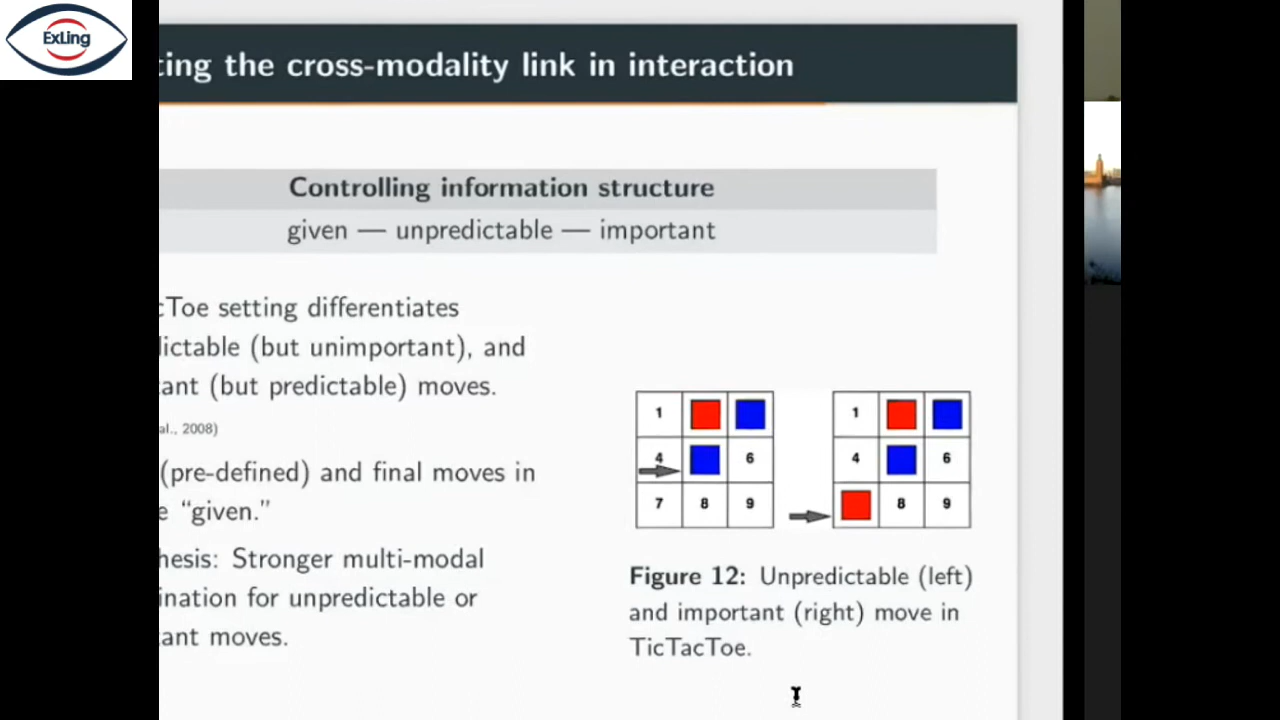 ExLing
ting the cross-modality link in interaction
Controlling information structure
given — unpredictable — important
cToe setting differentiates
dictable (but unimportant), and
ant (but predictable) moves.
al., 2008)
(pre-defined) and final moves in
e “given.”
hesis: Stronger multi-modal
ination for unpredictable or
ant moves.
1
4 6
7 8 9
1
4 6
8 9
Figure 12: Unpredictable (left)
and important (right) move in
TicTacToe.